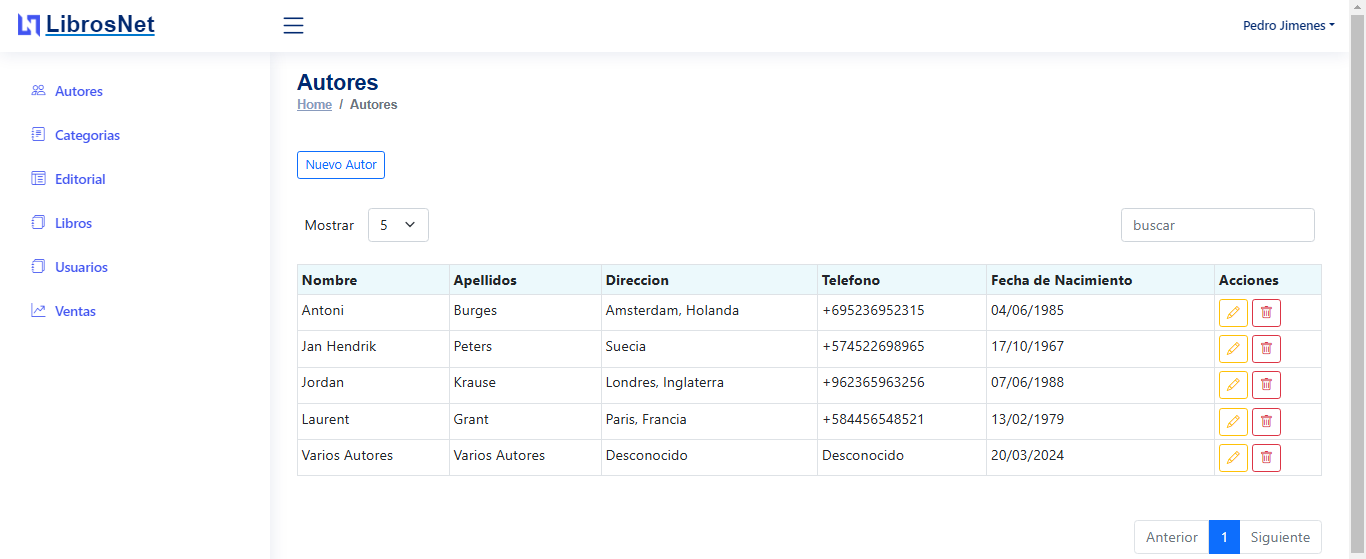 LibrosNet
Pedro Jimenes
Autores
Categorias
Editorial
Libros
Usuarios
Ventas
Autores
Home / Autores
Nuevo Autor
Mostrar 5 buscar
Nombre Apellidos Direccion Telefono Fecha de Nacimiento Acciones
Antoni Burges Amsterdam, Holanda +695236952315 04/06/1985
Jan Hendrik Peters Suecia +574522698965 17/10/1967
Jordan Krause Londres, Inglaterra +962365963256 07/06/1988
Laurent Grant Paris, Francia +584456548521 13/02/1979
Varios Autores Varios Autores Desconocido Desconocido 20/03/2024
Anterior 1 Siguiente